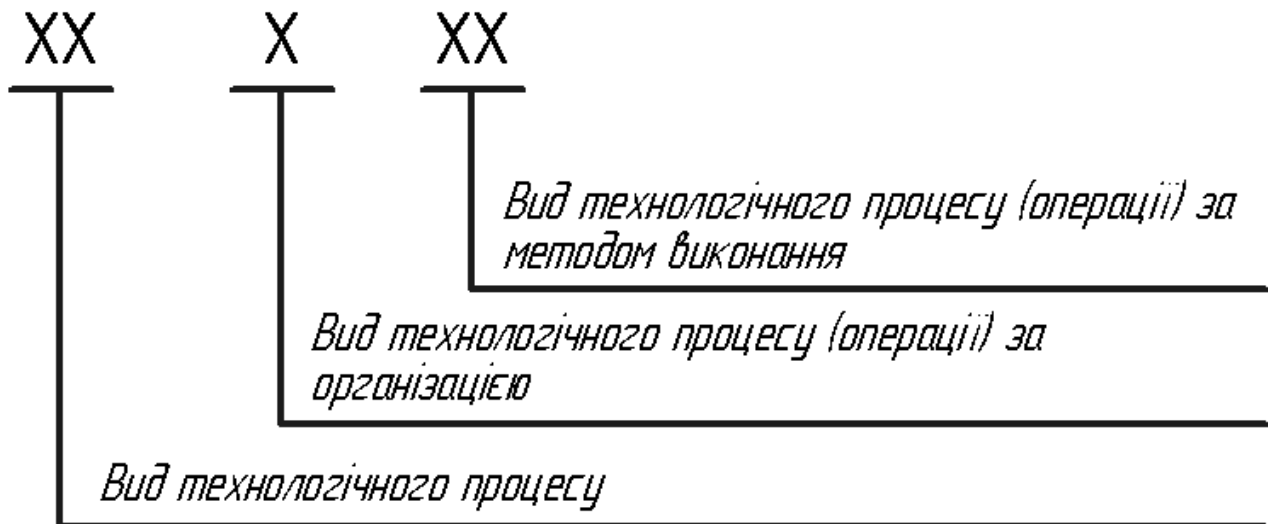 XX X XX
Вид технологічного процесу (операції) за
методом виконання
Вид технологічного процесу (операції) за
організацією
Вид технологічного процесу